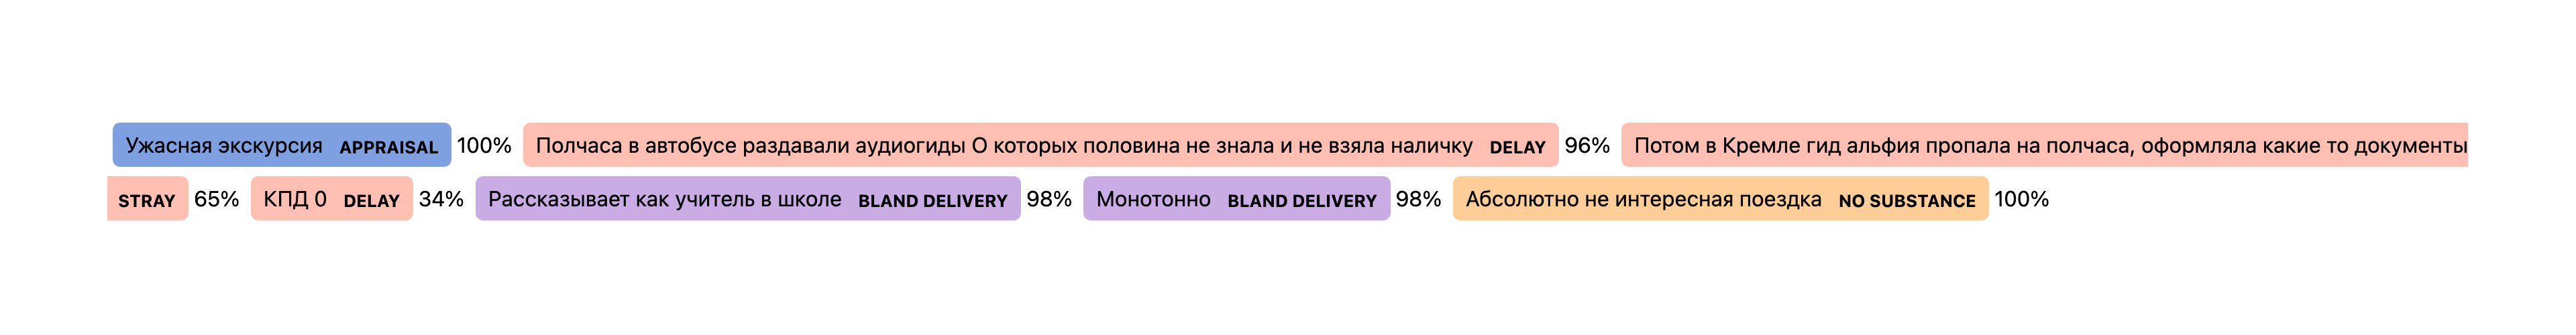 Ужасная экскурсия APPRAISAL 100% Полчаса в автобусе раздавали аудиогиды О которых половина не знала и не взяла наличку DELAY 96% Потом в Кремле гид альфия пропала на полчаса, оформляла какие то документы
STRAY 65% КПД 0 DELAY 34% Рассказывает как учитель в школе BLAND DELIVERY 98% Монотонно BLAND DELIVERY 98% Абсолютно не интересная поездка NO SUBSTANCE 100%